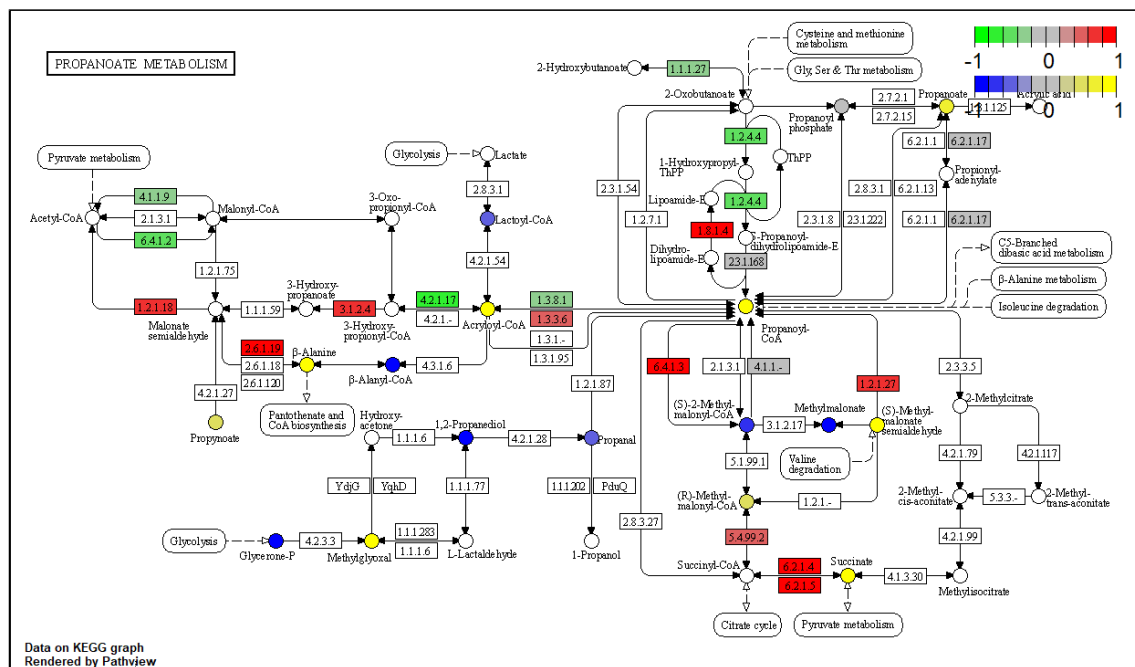 PROPANOATE METABOLISM
Cysteine and methionine
metabolism
Gly, Ser & Thr metabolism
-1 0 1
-1 0 1
2-Hydroxybutanoate
1.1.1.27
2-Oxobutanoate
Propanoyl
phosphate
2.7.2.1
2.7.2.15
Propanoate
1.3.1.125
Acrylic acid
1.2.4.4
ThPP
1-Hydroxypropyl-
ThPP
6.2.1.1
6.2.1.17
Propionyl-
adenylate
2.3.1.54
1.2.7.1
Lipoamide-E
1.2.4.4
2.8.3.1
6.2.1.13
2.3.1.8
2.3.1.222
6.2.1.1
6.2.1.17
1.8.1.4
S-Propanoyl-
dihydrolipoamide-E
Dihydro-
lipoamide-E
2.3.1.168
C5-Branched
dibasic acid metabolism
β-Alanine metabolism
Isoleucine degradation
Propanoyl-
CoA
Pyruvate metabolism
Glycolysis
Lactate
2.8.3.1
Lactoyl-CoA
4.2.1.54
4.1.1.9
Acetyl-CoA
2.1.3.1
Malonyl-CoA
6.4.1.2
3-Oxo-
propionyl-CoA
1.2.1.75
1.2.1.18
Malonate
semialdehyde
1.1.1.59
3-Hydroxy-
propanoate
3.1.2.4
3-Hydroxy-
propionyl-CoA
4.2.1.17
4.2.1.-
Acryloyl-CoA
1.3.8.1
1.3.3.6
1.3.1.-
1.3.1.95
2.6.1.19
2.6.1.18
2.6.1.120
β-Alanine
β-Alanyl-CoA
4.3.1.6
4.2.1.27
Propynoate
Pantothenate and
CoA biosynthesis
1.2.1.87
6.4.1.3
2.1.3.1
4.1.1.-
1.2.1.27
2.3.3.5
(S)-2-Methyl-
malonyl-CoA
3.1.2.17
Methylmalonate
(S)-Methyl-
malonate
semialdehyde
2-Methylcitrate
Valine
degradation
5.1.99.1
(R)-Methyl-
malonyl-CoA
1.2.1.-
4.2.1.79
4.2.1.117
2-Methyl-
cis-aconitate
5.3.3.-
2-Methyl-
trans-aconitate
4.2.1.99
2.8.3.27
5.4.99.2
Succinyl-CoA
6.2.1.4
6.2.1.5
Succinate
4.1.3.30
Methylisocitrate
Citrate cycle
Pyruvate metabolism
Hydroxy-
acetone
1.1.1.6
1,2-Propanediol
4.2.1.28
Propanal
YdjG
YqhD
1.1.1.77
1.1.1.202
PduQ
Glycolysis
Glycerone-P
4.2.3.3
Methylglyoxal
1.1.1.283
1.1.1.6
L-Lactaldehyde
1-Propanol
Data on KEGG graph
Rendered by Pathview